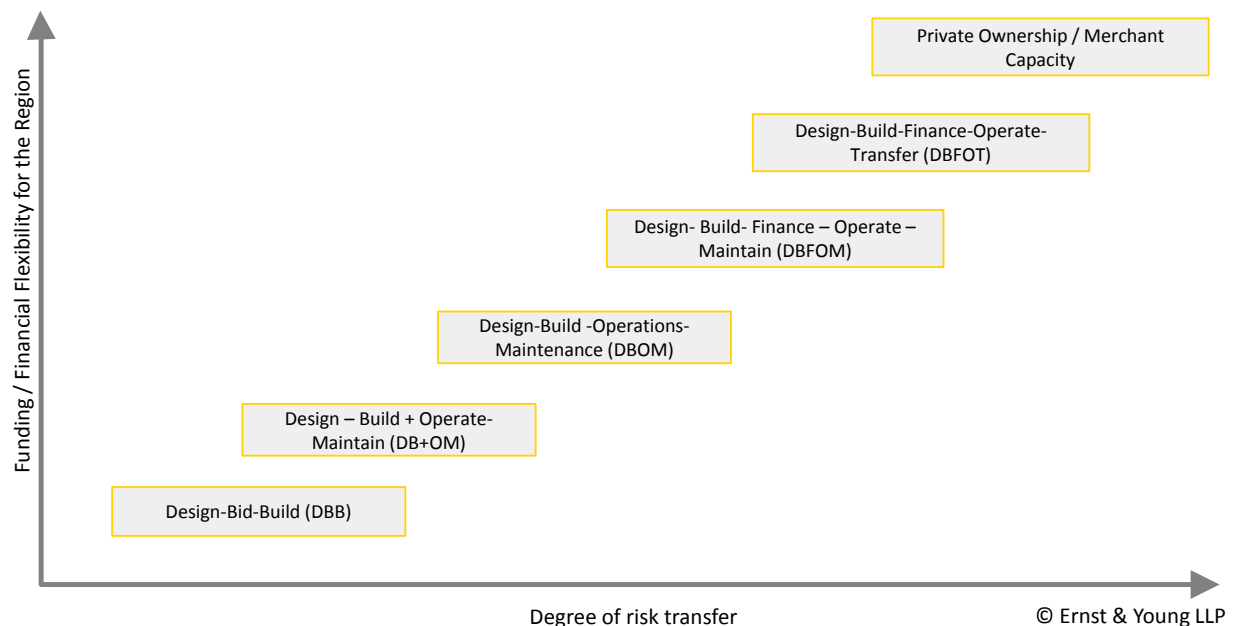 Funding / Financial Flexibility for the Region
Private Ownership / Merchant
Capacity
Design-Build-Finance-Operate-
Transfer (DBFOT)
Design- Build- Finance – Operate –
Maintain (DBFOM)
Design-Build -Operations-
Maintenance (DBOM)
Design – Build + Operate-
Maintain (DB+OM)
Design-Bid-Build (DBB)
Degree of risk transfer
© Ernst & Young LLP